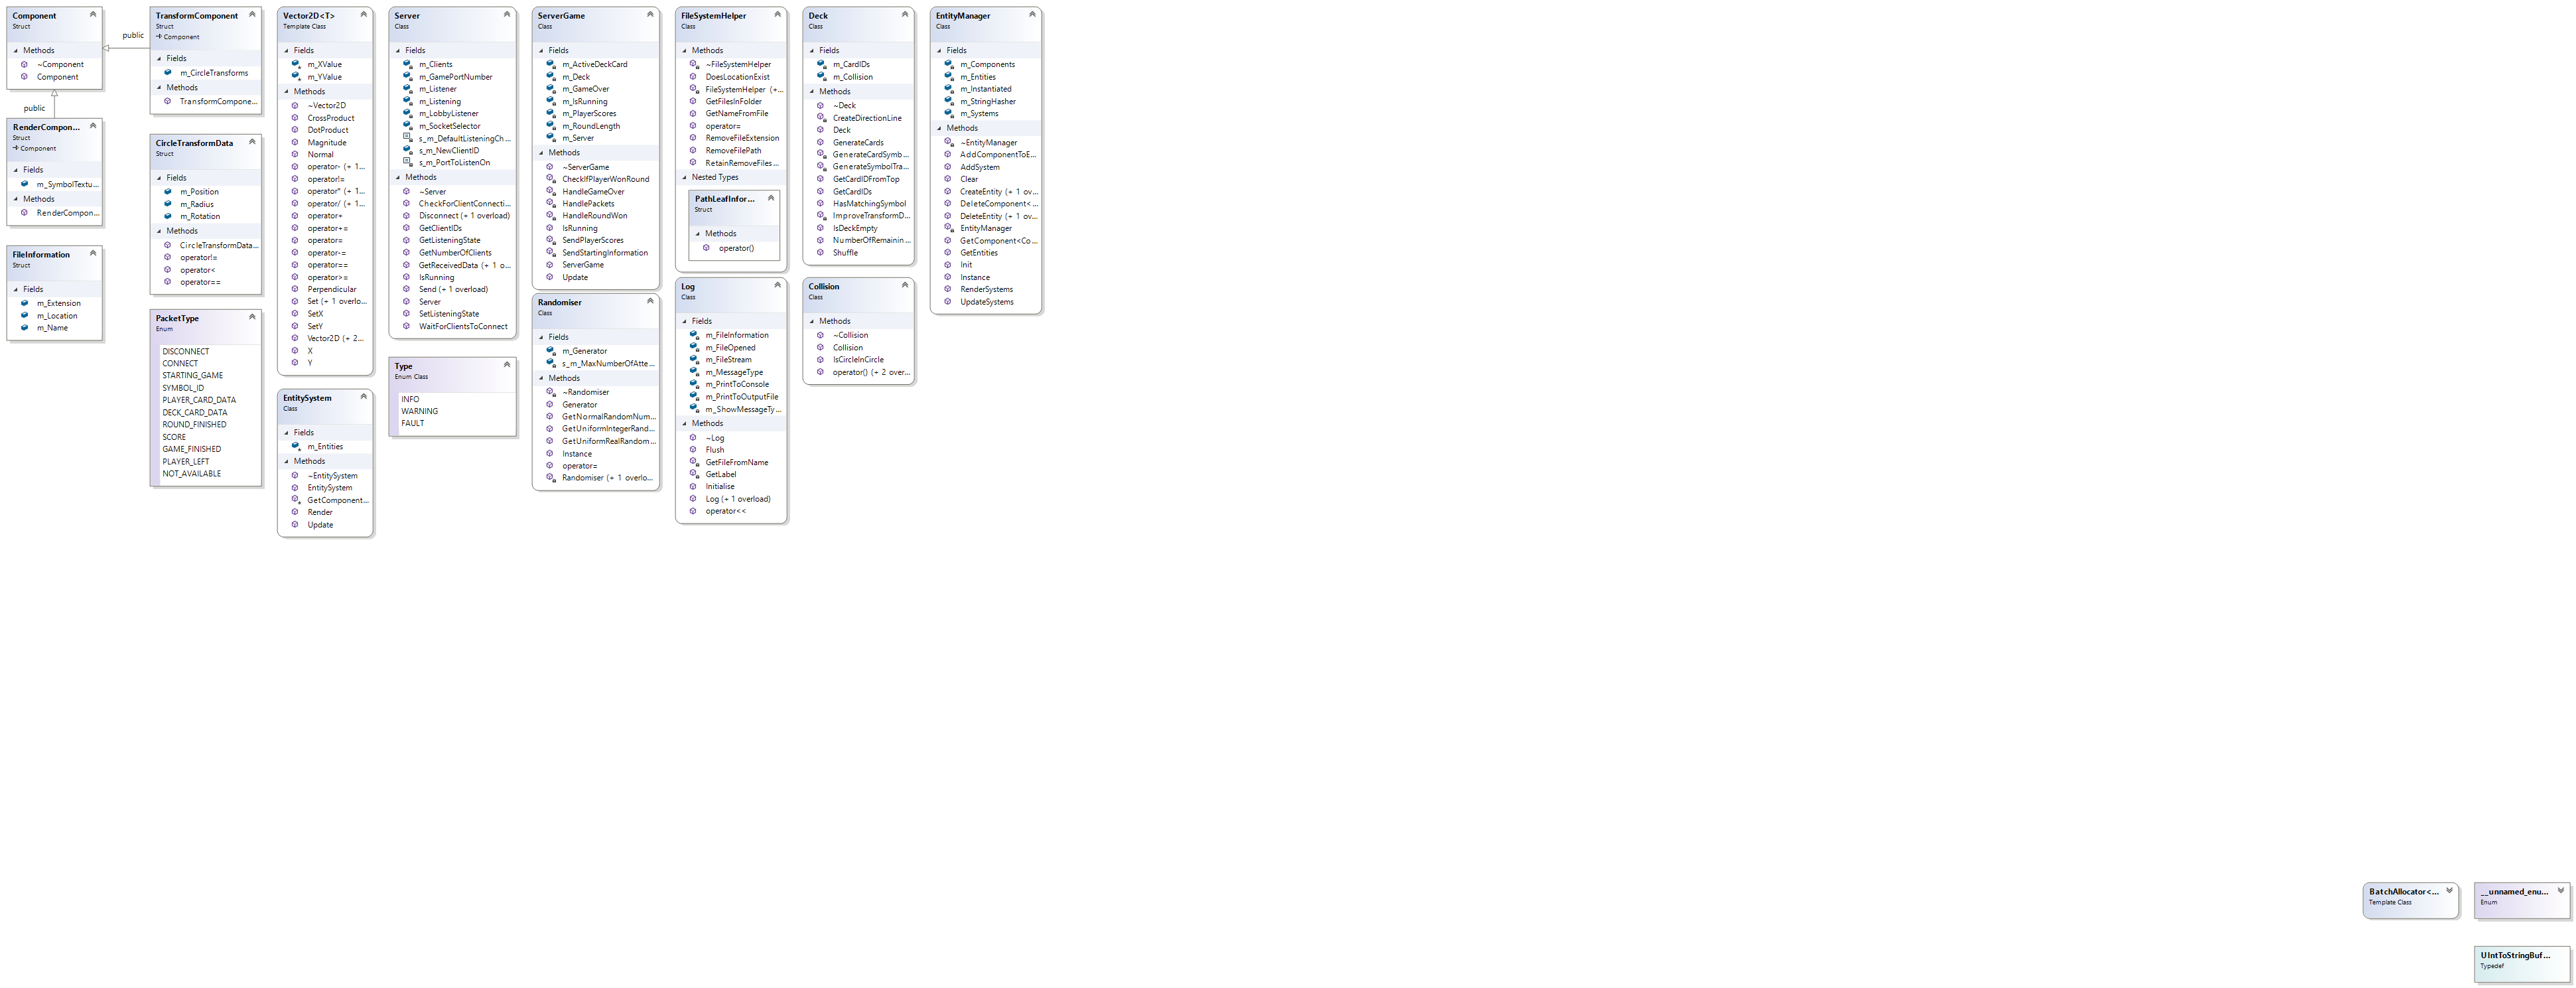 Component
Struct
Methods
~Component
Component
public
public
RenderCompon...
Struct
Component
Fields
m_SymbolTextu...
Methods
RenderCompon...
FileInformation
Struct
Fields
m_Extension
m_Location
m_Name
TransformComponent
Struct
Component
Fields
m_CircleTransforms
Methods
TransformCompone...
CircleTransformData
Struct
Fields
m_Position
m_Radius
m_Rotation
Methods
CircleTransformData...
operator!=
operator<
operator==
PacketType
Enum
DISCONNECT
CONNECT
STARTING_GAME
SYMBOL_ID
PLAYER_CARD_DATA
DECK_CARD_DATA
ROUND_FINISHED
SCORE
GAME_FINISHED
PLAYER_LEFT
NOT_AVAILABLE
Vector2D<T>
Template Class
Fields
m_XValue
m_YValue
Methods
~Vector2D
CrossProduct
DotProduct
Magnitude
Normal
operator- (+ 1...
operator!=
operator* (+ 1...
operator/ (+ 1...
operator+
operator+=
operator=
operator-=
operator==
operator>=
Perpendicular
Set (+ 1 overlo...
SetX
SetY
Vector2D (+ 2...
X
Y
EntitySystem
Class
Fields
m_Entities
Methods
~EntitySystem
EntitySystem
GetComponent...
Render
Update
Server
Class
Fields
m_Clients
m_GamePortNumber
m_Listener
m_Listening
m_LobbyListener
m_SocketSelector
s_m_DefaultListeningCh...
s_m_NewClientID
s_m_PortToListenOn
Methods
~Server
CheckForClientConnecti...
Disconnect (+ 1 overload)
GetClientIDs
GetListeningState
GetNumberOfClients
GetReceivedData (+ 1 o...
IsRunning
Send (+ 1 overload)
Server
SetListeningState
WaitForClientsToConnect
Type
Enum Class
INFO
WARNING
FAULT
ServerGame
Class
Fields
m_ActiveDeckCard
m_Deck
m_GameOver
m_IsRunning
m_PlayerScores
m_RoundLength
m_Server
Methods
~ServerGame
CheckIfPlayerWonRound
HandleGameOver
HandlePackets
HandleRoundWon
IsRunning
SendPlayerScores
SendStartingInformation
ServerGame
Update
Randomiser
Class
Fields
m_Generator
s_m_MaxNumberOfAtte...
Methods
~Randomiser
Generator
GetNormalRandomNum...
GetUniformIntegerRand...
GetUniformRealRandom...
Instance
operator=
Randomiser (+ 1 overlo...
FileSystemHelper
Class
Methods
~FileSystemHelper
DoesLocationExist
FileSystemHelper (+...
GetFilesInFolder
GetNameFromFile
operator=
RemoveFileExtension
RemoveFilePath
RetainRemoveFiles...
Nested Types
PathLeafInfor...
Struct
Methods
operator()
Log
Class
Fields
m_FileInformation
m_FileOpened
m_FileStream
m_MessageType
m_PrintToConsole
m_PrintToOutputFile
m_ShowMessageTy...
Methods
~Log
Flush
GetFileFromName
GetLabel
Initialise
Log (+ 1 overload)
operator<<
Deck
Class
Fields
m_CardIDs
m_Collision
Methods
~Deck
CreateDirectionLine
Deck
GenerateCards
GenerateCardSymb...
GenerateSymbolTra...
GetCardIDFromTop
GetCardIDs
HasMatchingSymbol
ImproveTransformD...
IsDeckEmpty
NumberOfRemainin...
Shuffle
Collision
Class
Methods
~Collision
Collision
IsCircleInCircle
operator() (+ 2 over...
EntityManager
Class
Fields
m_Components
m_Entities
m_Instantiated
m_StringHasher
m_Systems
Methods
~EntityManager
AddComponentToE...
AddSystem
Clear
CreateEntity (+ 1 ov...
DeleteComponent<...
DeleteEntity (+ 1 ov...
EntityManager
GetComponent<Co...
GetEntities
Init
Instance
RenderSystems
UpdateSystems
BatchAllocator<...
Template Class
__unnamed_enu...
Enum
UIntToStringBuf...
Typedef